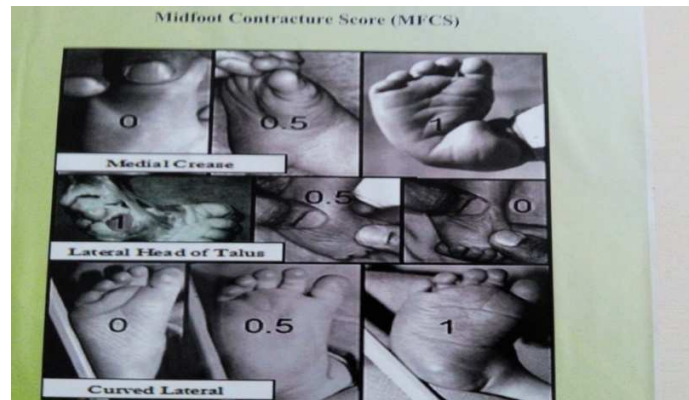 Midfoot Contracture Score (MFCS)
0 0.5 1
Medial Crease
1 0.5 0
Lateral Head of Talus
0 0.5 1
Curved Lateral